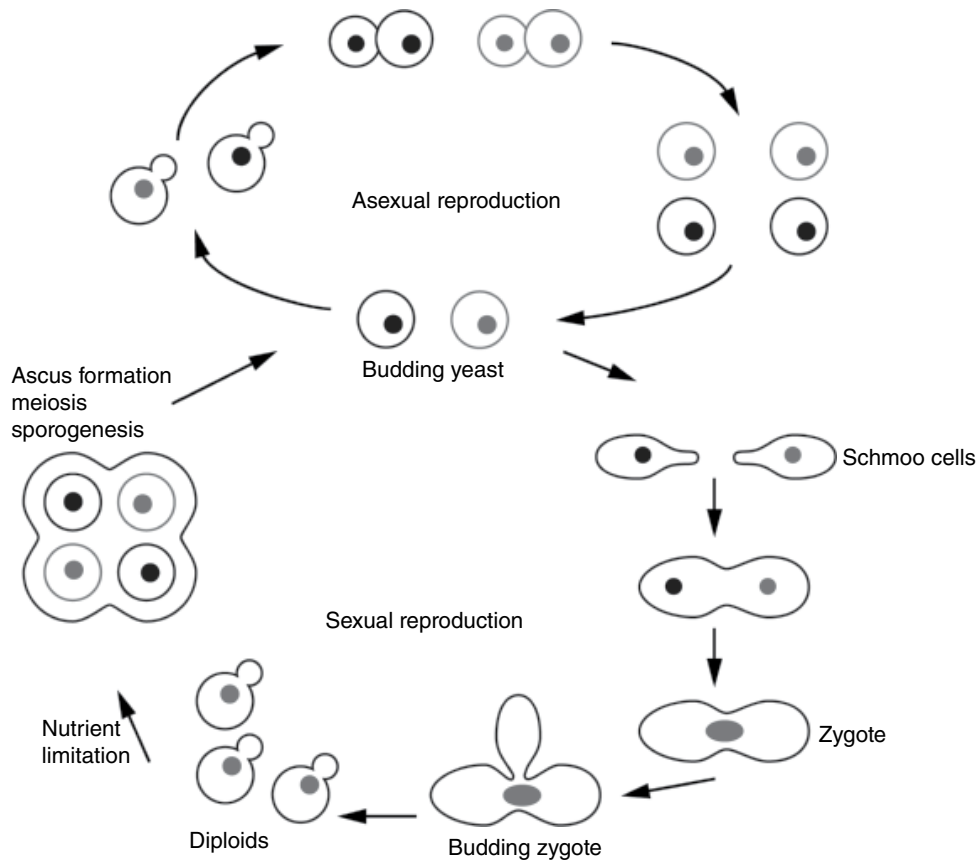 Asexual reproduction
Budding yeast
Ascus formation
meiosis
sporogenesis
Schmoo cells
Sexual reproduction
Nutrient
limitation
Zygote
Diploids
Budding zygote